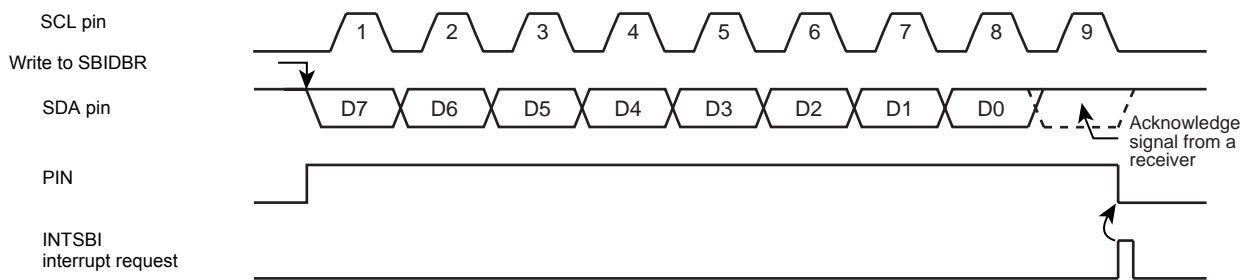 SCL pin
1 2 3 4 5 6 7 8 9
Write to SBIDBR
SDA pin
D7 D6 D5 D4 D3 D2 D1 D0
Acknowledge
signal from a
receiver
PIN
INTSBI
interrupt request